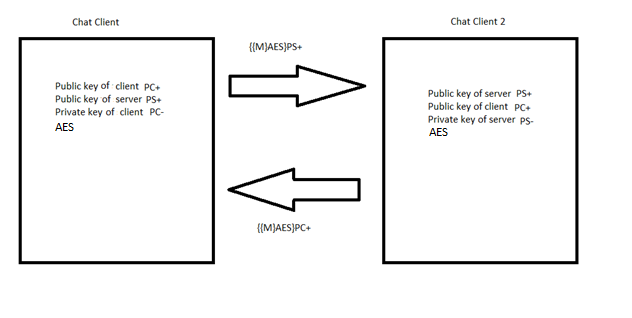 Chat Client
Chat Client 2
{{M}AES}PS+
Public key of client PC+
Public key of server PS+
Private key of client PC-
AES
Public key of server PS+
Public key of client PC+
Private key of server PS-
AES
{{M}AES}PC+